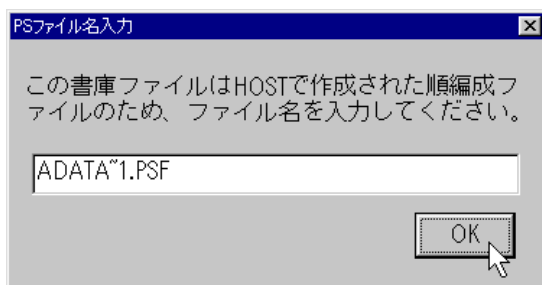 PSファイル名入力
この書庫ファイルはHOSTで作成された順編成フ
ァイルのため、ファイル名を入力してください。
ADATA~1.PSF
OK